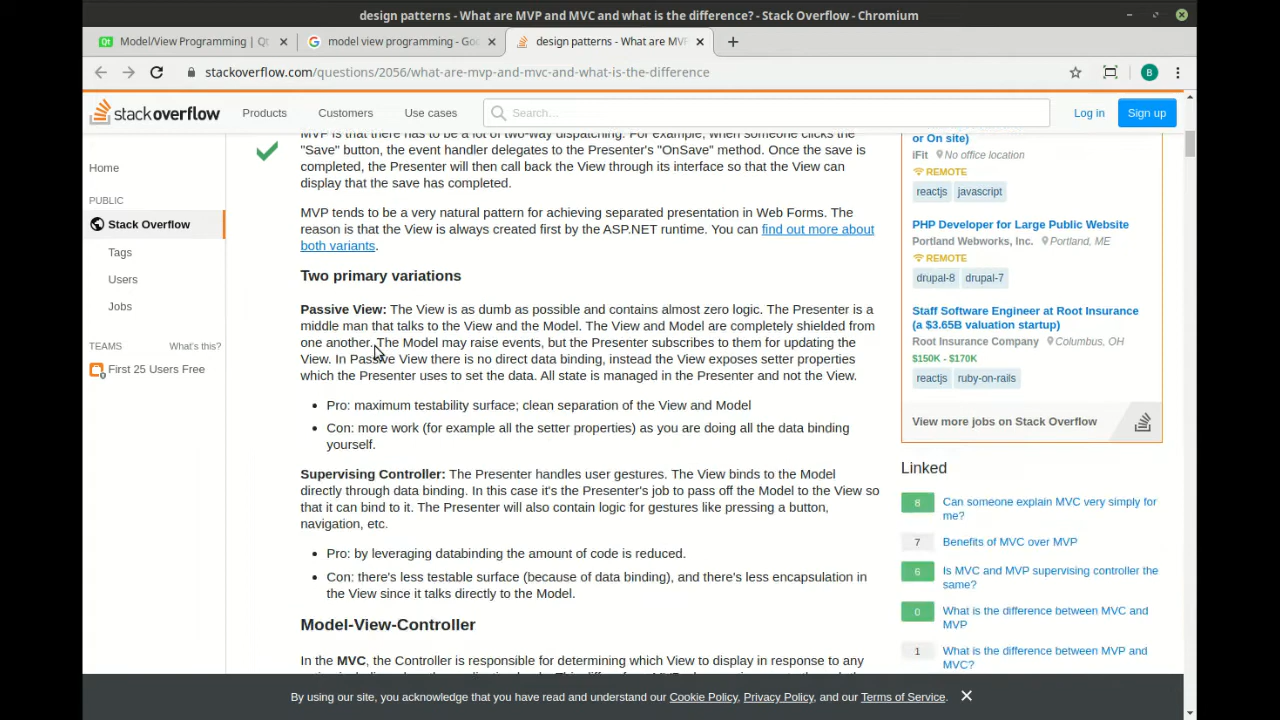 design patterns - What are MVP and MVC and what is the difference? - Stack Overflow - Chromium
Model/View Programming | Qt
model view programming - Goo
design patterns - What are MV
stackoverflow.com/questions/2056/what-are-mvp-and-mvc-and-what-is-the-difference
B
stackoverflow
Products
Customers
Use cases
Search...
Log in
Sign up
Home
PUBLIC
Stack Overflow
Tags
Users
Jobs
TEAMS
What's this?
First 25 Users Free
MVP is that there has to be a lot of two-way dispatching. For example, when someone clicks the
"Save" button, the event handler delegates to the Presenter's "OnSave" method. Once the save is
completed, the Presenter will then call back the View through its interface so that the View can
display that the save has completed.
MVP tends to be a very natural pattern for achieving separated presentation in Web Forms. The
reason is that the View is always created first by the ASP.NET runtime. You can find out more about
both variants.
Two primary variations
Passive View: The View is as dumb as possible and contains almost zero logic. The Presenter is a
middle man that talks to the View and the Model. The View and Model are completely shielded from
one another. The Model may raise events, but the Presenter subscribes to them for updating the
View. In Passive View there is no direct data binding, instead the View exposes setter properties
which the Presenter uses to set the data. All state is managed in the Presenter and not the View.
• Pro: maximum testability surface; clean separation of the View and Model
• Con: more work (for example all the setter properties) as you are doing all the data binding
yourself.
Supervising Controller: The Presenter handles user gestures. The View binds to the Model
directly through data binding. In this case it's the Presenter's job to pass off the Model to the View so
that it can bind to it. The Presenter will also contain logic for gestures like pressing a button,
navigation, etc.
• Pro: by leveraging databinding the amount of code is reduced.
• Con: there's less testable surface (because of data binding), and there's less encapsulation in
the View since it talks directly to the Model.
Model-View-Controller
In the MVC, the Controller is responsible for determining which View to display in response to any
or On site)
iFit No office location
REMOTE
reactjs javascript
PHP Developer for Large Public Website
Portland Webworks, Inc. Portland, ME
REMOTE
drupal-8 drupal-7
Staff Software Engineer at Root Insurance
(a $3.65B valuation startup)
Root Insurance Company Columbus, OH
$150K - $170K
reactjs ruby-on-rails
View more jobs on Stack Overflow
Linked
8 Can someone explain MVC very simply for
me?
7 Benefits of MVC over MVP
6 Is MVC and MVP supervising controller the
same?
0 What is the difference between MVC and
MVP
1 What is the difference between MVP and
MVC?
By using our site, you acknowledge that you have read and understand our Cookie Policy, Privacy Policy, and our Terms of Service.